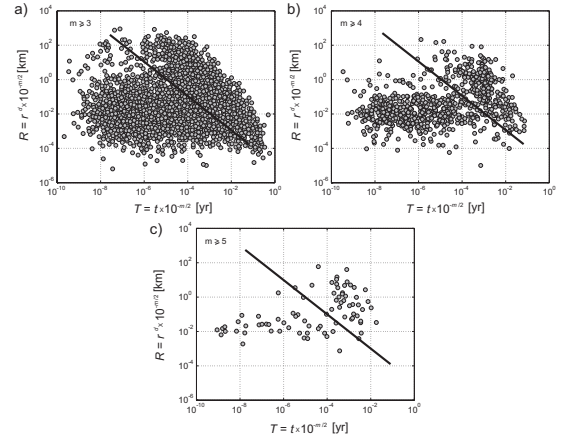 a)
m ⩾ 3
R = r^d × 10^{-m/2} [km]
10^4
10^2
10^0
10^{-2}
10^{-4}
10^{-6}
10^{-10} 10^{-8} 10^{-6} 10^{-4} 10^{-2} 10^0
T = t × 10^{-m/2} [yr]
b)
m ⩾ 4
R = r^d × 10^{-m/2} [km]
10^4
10^2
10^0
10^{-2}
10^{-4}
10^{-6}
10^{-10} 10^{-8} 10^{-6} 10^{-4} 10^{-2} 10^0
T = t × 10^{-m/2} [yr]
c)
m ⩾ 5
R = r^d × 10^{-m/2} [km]
10^4
10^2
10^0
10^{-2}
10^{-4}
10^{-6}
10^{-10} 10^{-8} 10^{-6} 10^{-4} 10^{-2} 10^0
T = t × 10^{-m/2} [yr]